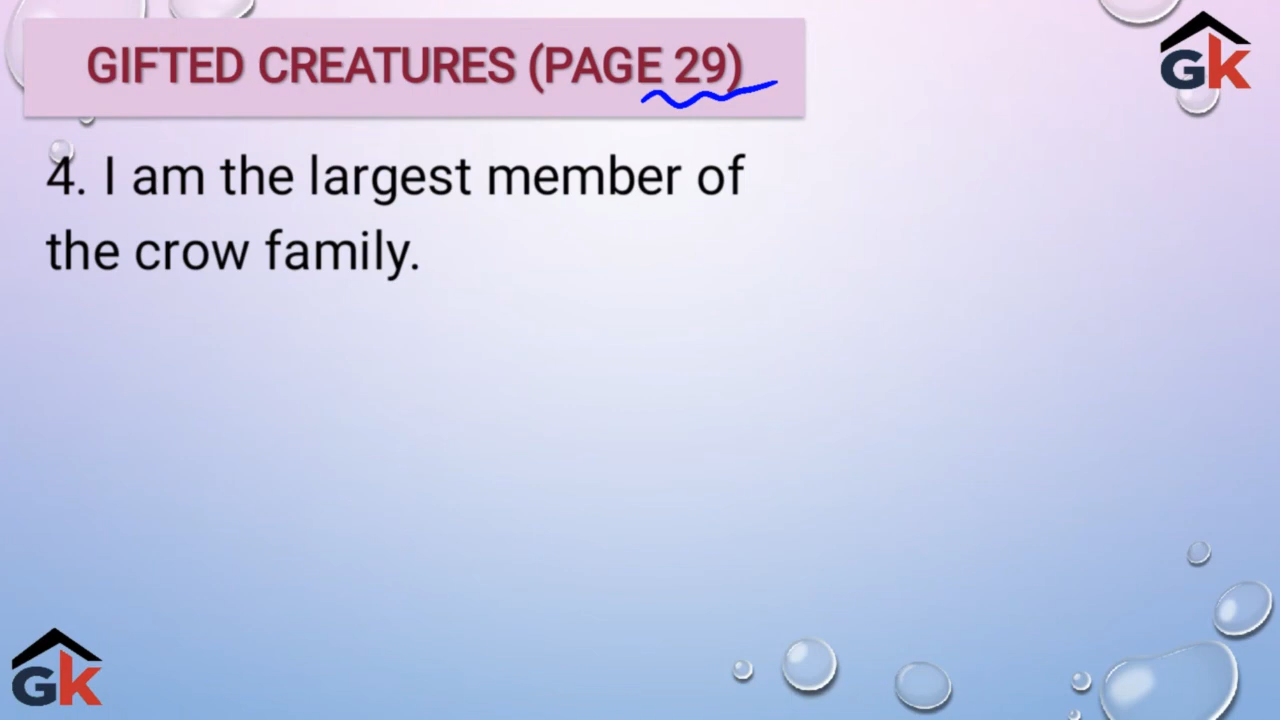 GIFTED CREATURES (PAGE 29)
Gk
4. I am the largest member of
the crow family.
Gk